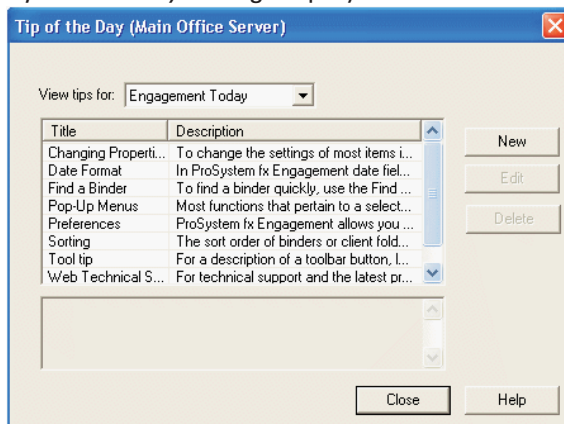 Tip of the Day (Main Office Server)
View tips for: Engagement Today
Title Description
Changing Properti... To change the settings of most items i...
Date Format In ProSystem fx Engagement date fiel...
Find a Binder To find a binder quickly, use the Find ...
Pop-Up Menus Most functions that pertain to a select...
Preferences ProSystem fx Engagement allows you ...
Sorting The sort order of binders or client fold...
Tool tip For a description of a toolbar button, l...
Web Technical S... For technical support and the latest pr...
New
Edit
Delete
Close Help